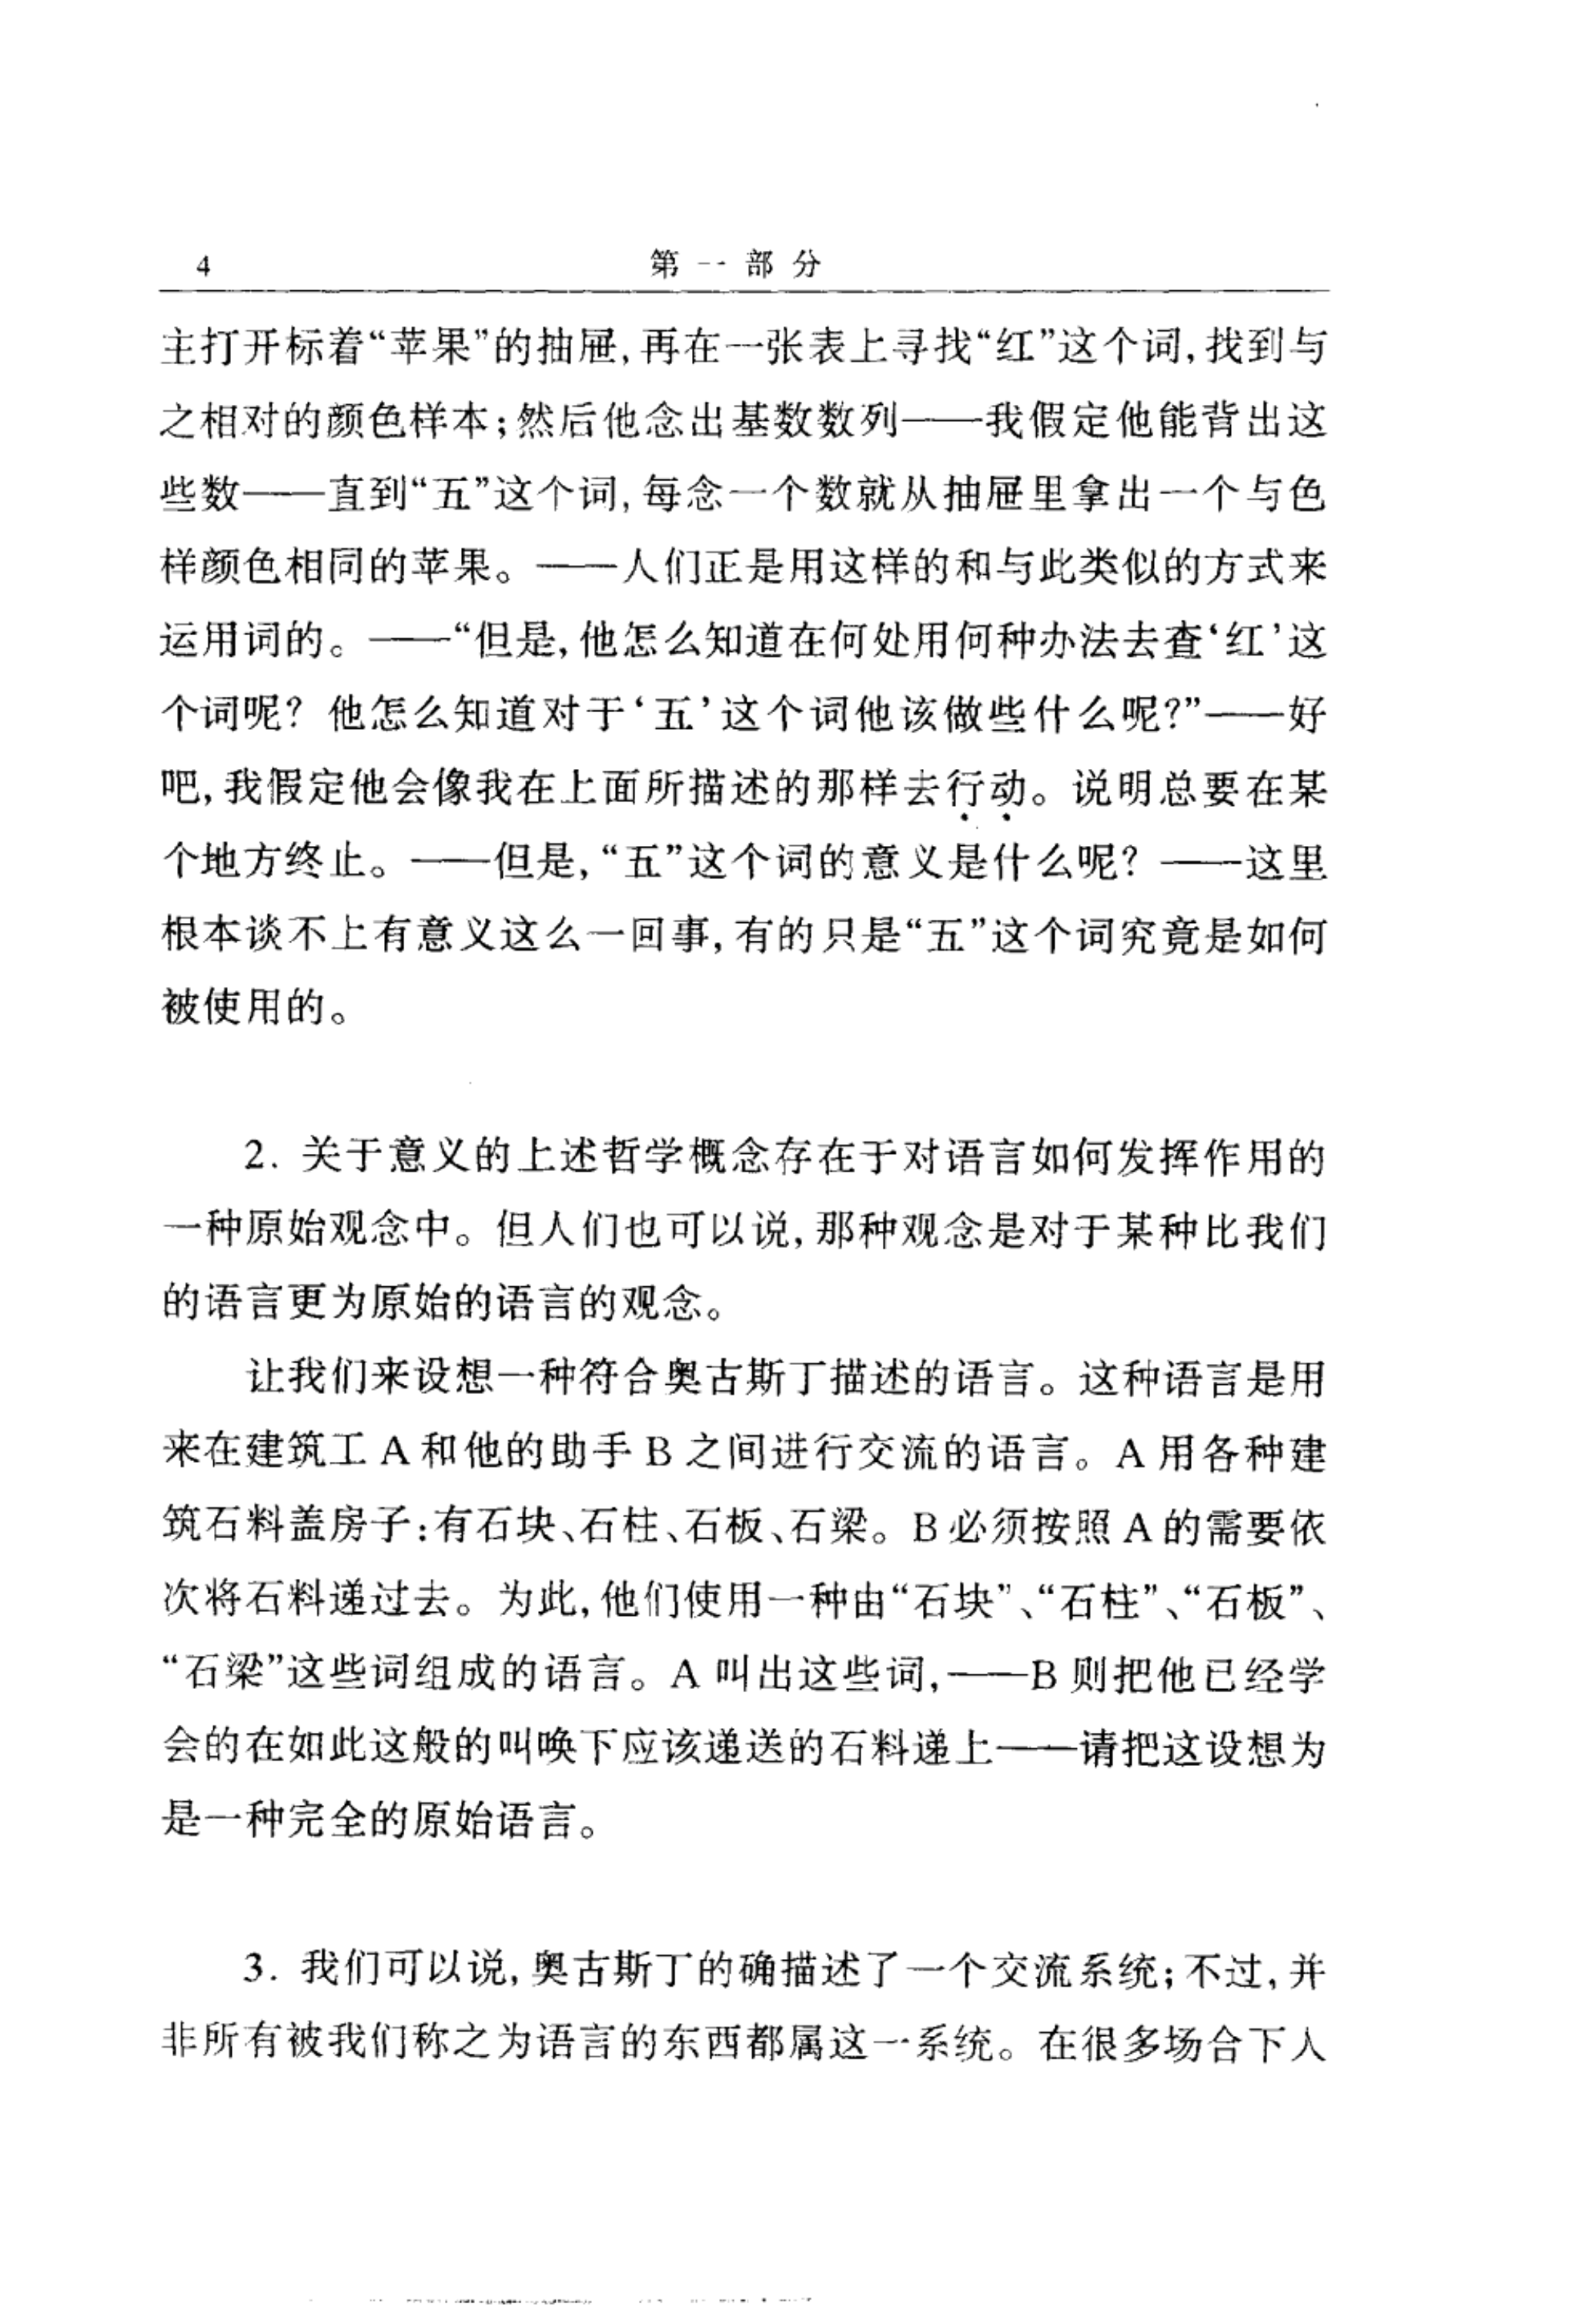 4 第一部分
主打开标着“苹果”的抽屉,再在一张表上寻找“红”这个词,找到与
之相对的颜色样本;然后他念出基数数列——我假定他能背出这
些数——直到“五”这个词,每念一个数就从抽屉里拿出一个与色
样颜色相同的苹果。——人们正是用这样的和与此类似的方式来
运用词的。——“但是,他怎么知道在何处用何种办法去查‘红’这
个词呢? 他怎么知道对于‘五’这个词他该做些什么呢?”——好
吧,我假定他会像我在上面所描述的那样去行动。说明总要在某
个地方终止。——但是,“五”这个词的意义是什么呢? ——这里
根本谈不上有意义这么一回事,有的只是“五”这个词究竟是如何
被使用的。
2. 关于意义的上述哲学概念存在于对语言如何发挥作用的
一种原始观念中。但人们也可以说,那种观念是对于某种比我们
的语言更为原始的语言的观念。
让我们来设想一种符合奥古斯丁描述的语言。这种语言是用
来在建筑工 A 和他的助手 B 之间进行交流的语言。A 用各种建
筑石料盖房子:有石块、石柱、石板、石梁。B 必须按照 A 的需要依
次将石料递过去。为此,他们使用一种由“石块”、“石柱”、“石板”、
“石梁”这些词组成的语言。A 叫出这些词,——B 则把他已经学
会的在如此这般的叫唤下应该递送的石料递上——请把这设想为
是一种完全的原始语言。
3. 我们可以说,奥古斯丁的确描述了一个交流系统;不过,并
非所有被我们称之为语言的东西都属这一系统。在很多场合下人